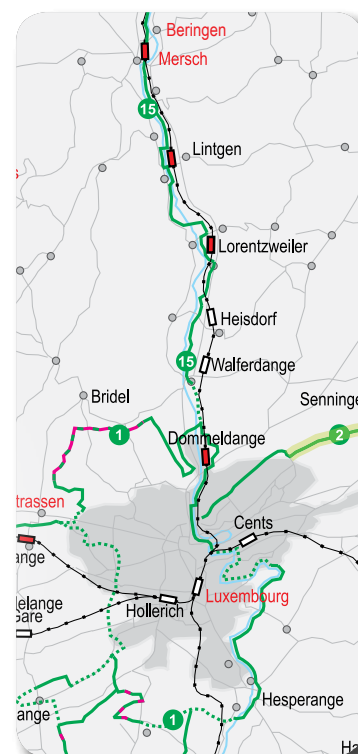 Beringen
Mersch
15
Lintgen
Lorentzweiler
Heisdorf
15
Walferdange
Bridel
Senninge
1
Dommeldange
2
trassen
Cents
ange
elange
Gare
Hollerich
Luxembourg
Hesperange
ange
1
He